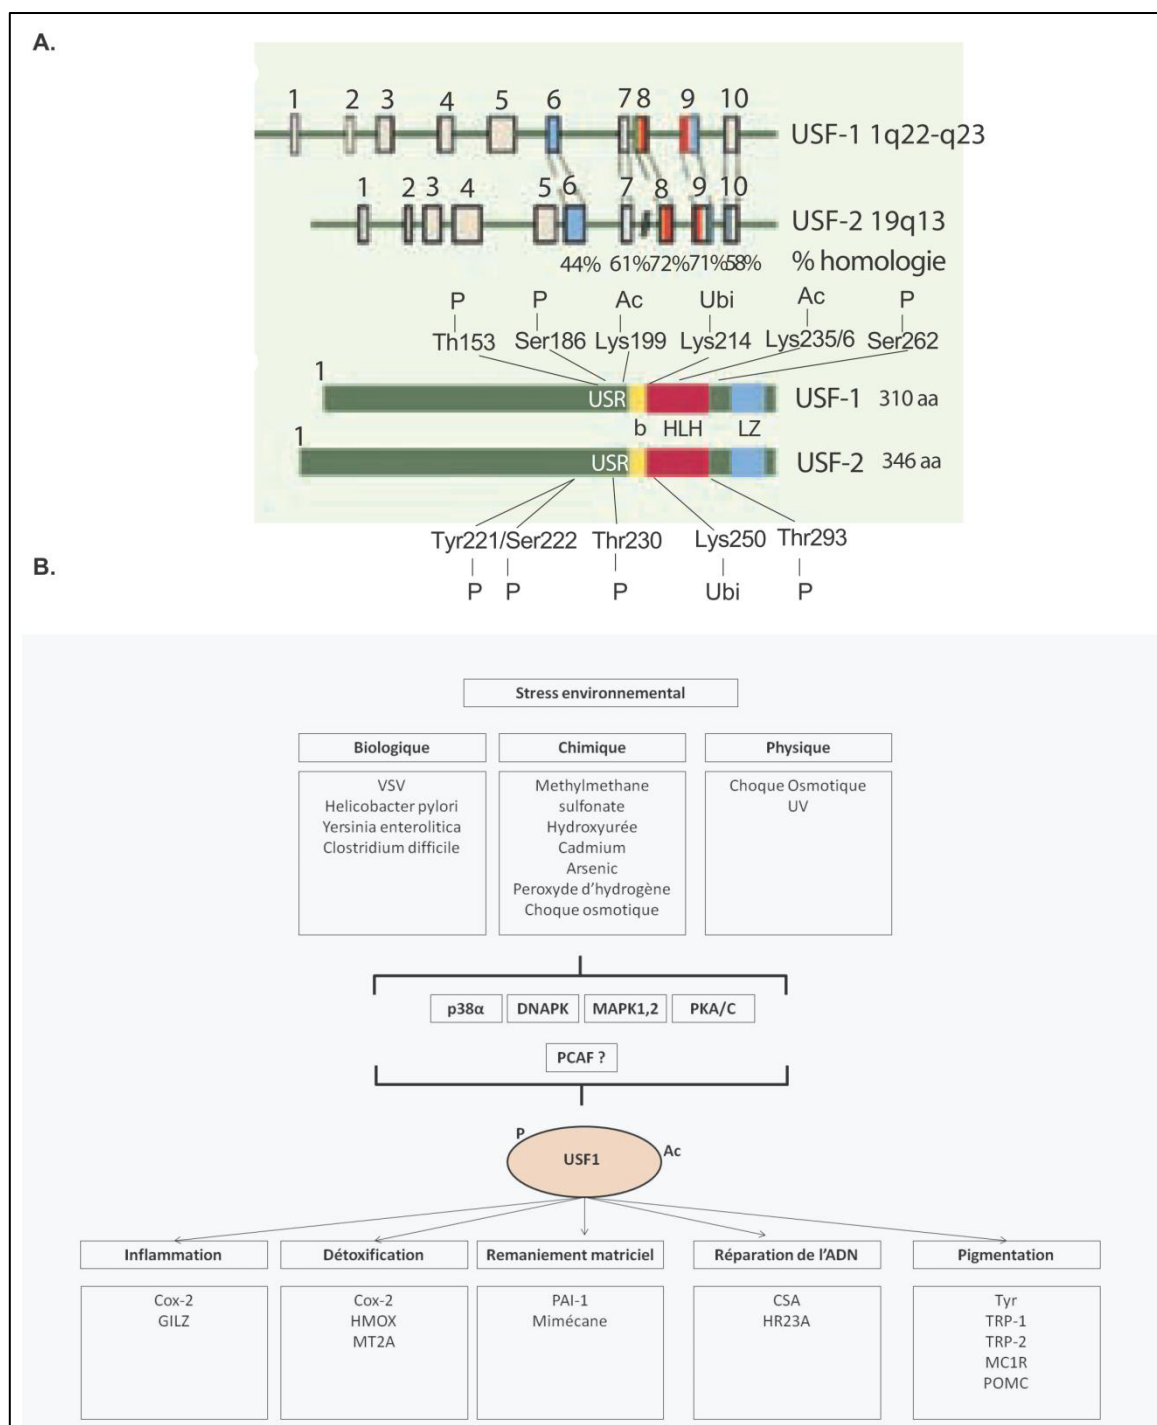 A.
1 2 3 4 5 6 7 8 9 10
USF-1 1q22-q23
1 2 3 4 5 6 7 8 9 10
USF-2 19q13
44% 61% 72% 71% 58% % homologie
P P Ac Ubi Ac P
Th153 Ser186 Lys199 Lys214 Lys235/6 Ser262
1
USR USF-1 310 aa
b HLH LZ
1
USR USF-2 346 aa
Tyr221/Ser222 Thr230 Lys250 Thr293
P P P Ubi P
B.
Stress environnemental
Biologique
VSV
Helicobacter pylori
Yersinia enterolitica
Clostridium difficile
Chimique
Methylmethane
sulfonate
Hydroxyurée
Cadmium
Arsenic
Peroxyde d'hydrogène
Choque osmotique
Physique
Choque Osmotique
UV
p38α DNAPK MAPK1,2 PKA/C
PCAF ?
P
USF1
Ac
Inflammation
Cox-2
GILZ
Détoxification
Cox-2
HMOX
MT2A
Remaniement matriciel
PAI-1
Mimécane
Réparation de l'ADN
CSA
HR23A
Pigmentation
Tyr
TRP-1
TRP-2
MC1R
POMC